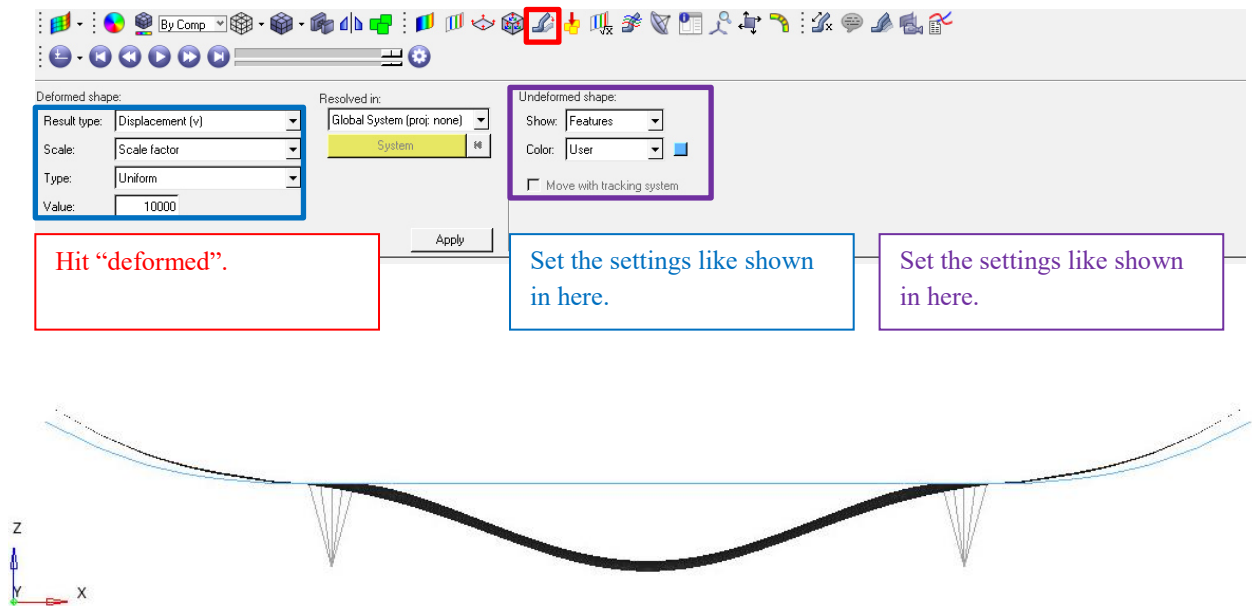 By Comp
Deformed shape:
Resolved in:
Undeformed shape:
Result type: Displacement (v)
Global System (proj: none)
Show: Features
Scale: Scale factor
System
Color: User
Type: Uniform
Move with tracking system
Value: 10000
Apply
Hit “deformed”.
Set the settings like shown
in here.
Set the settings like shown
in here.
Z
Y
X